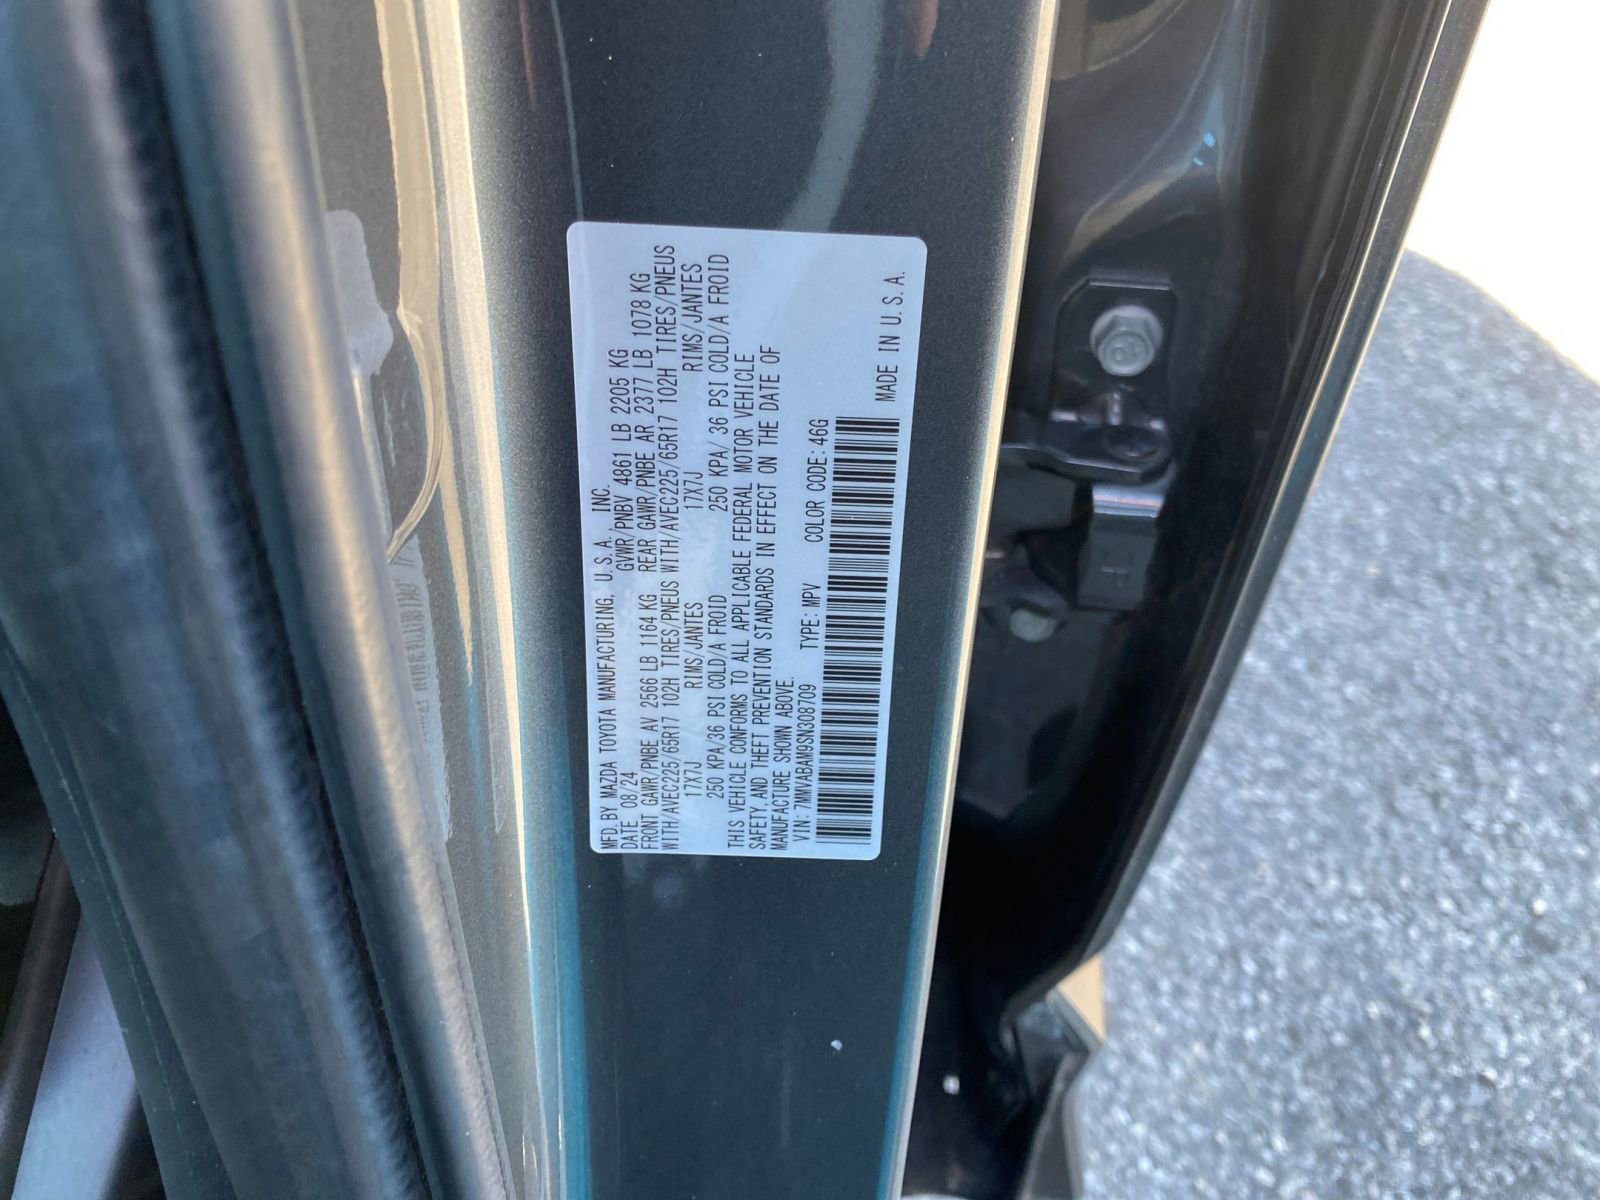 MFD. BY MAZDA TOYOTA MANUFACTURING, U.S.A., INC.
DATE 08/24 GVWR/PNBV 4861 LB 2205 KG
FRONT GAWR/PNBE AV 2566 LB 1164 KG REAR GAWR/PNBE AR 2377 LB 1078 KG
WITH/AVEC225/65R17 102H TIRES/PNEUS WITH/AVEC225/65R17 102H TIRES/PNEUS
17X7J RIMS/JANTES 17X7J RIMS/JANTES
250 KPA/36 PSI COLD/A FROID 250 KPA/ 36 PSI COLD/A FROID
THIS VEHICLE CONFORMS TO ALL APPLICABLE FEDERAL MOTOR VEHICLE
SAFETY, AND THEFT PREVENTION STANDARDS IN EFFECT ON THE DATE OF
MANUFACTURE SHOWN ABOVE.
VIN: 7MMVABAM9SN308709 TYPE: MPV COLOR CODE: 46G
MADE IN U.S.A.